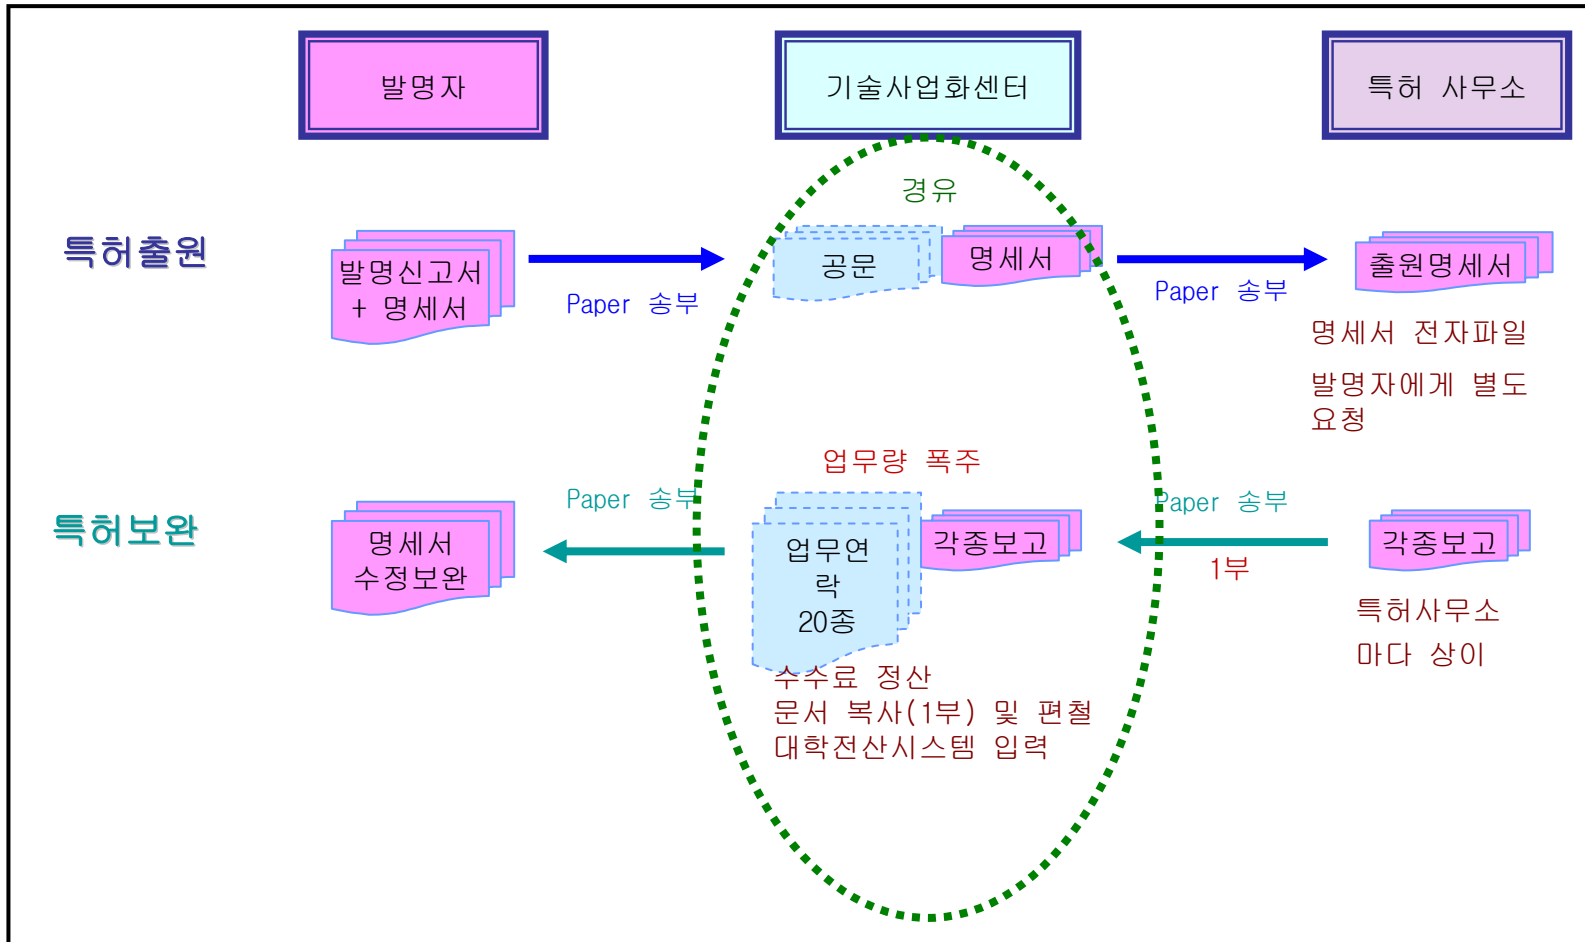 발명자
기술사업화센터
특허 사무소
경유
특허출원
발명신고서
+ 명세서
Paper 송부
공문
명세서
Paper 송부
출원명세서
명세서 전자파일
발명자에게 별도
요청
업무량 폭주
특허보완
명세서
수정보완
Paper 송부
업무연
락
20종
각종보고
Paper 송부
1부
각종보고
특허사무소
마다 상이
수수료 정산
문서 복사(1부) 및 편철
대학전산시스템 입력